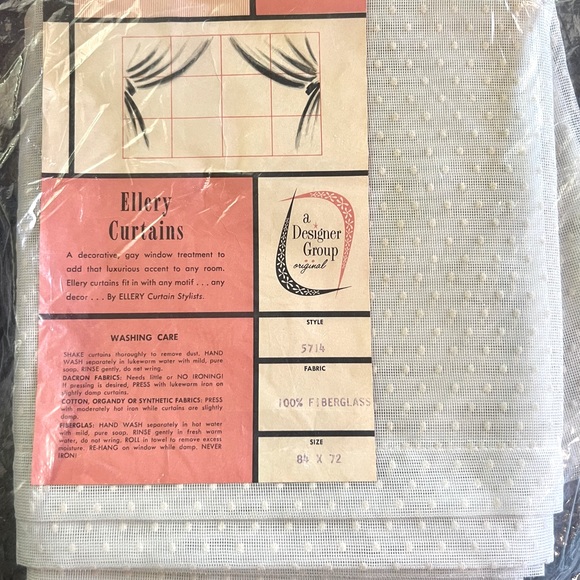 Ellery
Curtains
A decorative, gay window treatment to
add that luxurious accent to any room.
Ellery curtains fit in with any motif . . . any
decor . . . By ELLERY Curtain Stylists.
a
Designer
Group
original
WASHING CARE
SHAKE curtains thoroughly to remove dust. HAND
WASH separately in lukewarm water with mild, pure
soap. RINSE gently, do not wring.
DACRON FABRICS: Needs little or NO IRONING!
If pressing is desired, PRESS with lukewarm iron on
slightly damp curtains.
COTTON, ORGANDY OR SYNTHETIC FABRICS: PRESS
with moderately hot iron while curtains are slightly
damp.
FIBERGLAS: HAND WASH separately in hot water
with mild, pure soap. RINSE gently in fresh warm
water, do not wring. ROLL in towel to remove excess
moisture. RE-HANG on window while damp. NEVER
IRON!
STYLE
5714
FABRIC
100% FIBERGLASS
SIZE
84 X 72